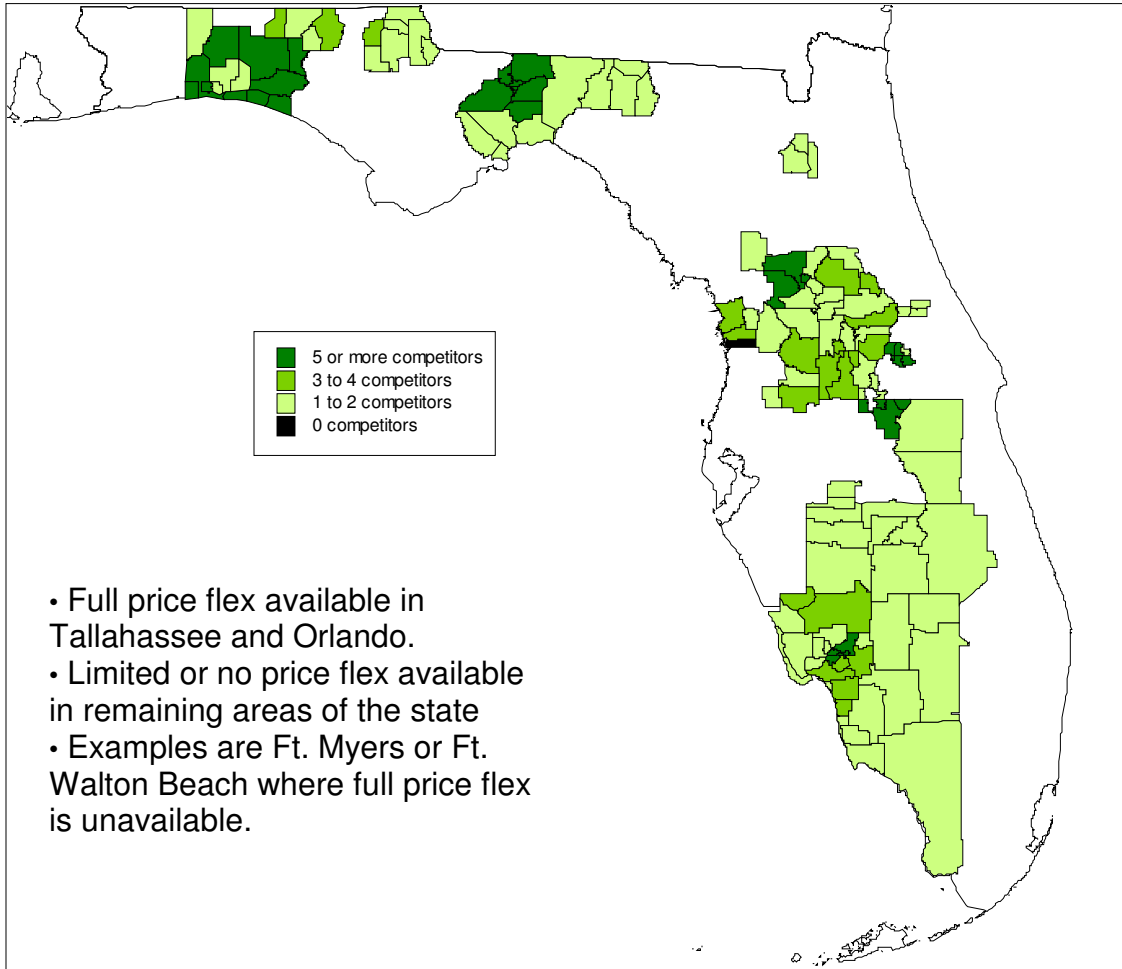 5 or more competitors
3 to 4 competitors
1 to 2 competitors
0 competitors
• Full price flex available in
Tallahassee and Orlando.
• Limited or no price flex available
in remaining areas of the state
• Examples are Ft. Myers or Ft.
Walton Beach where full price flex
is unavailable.